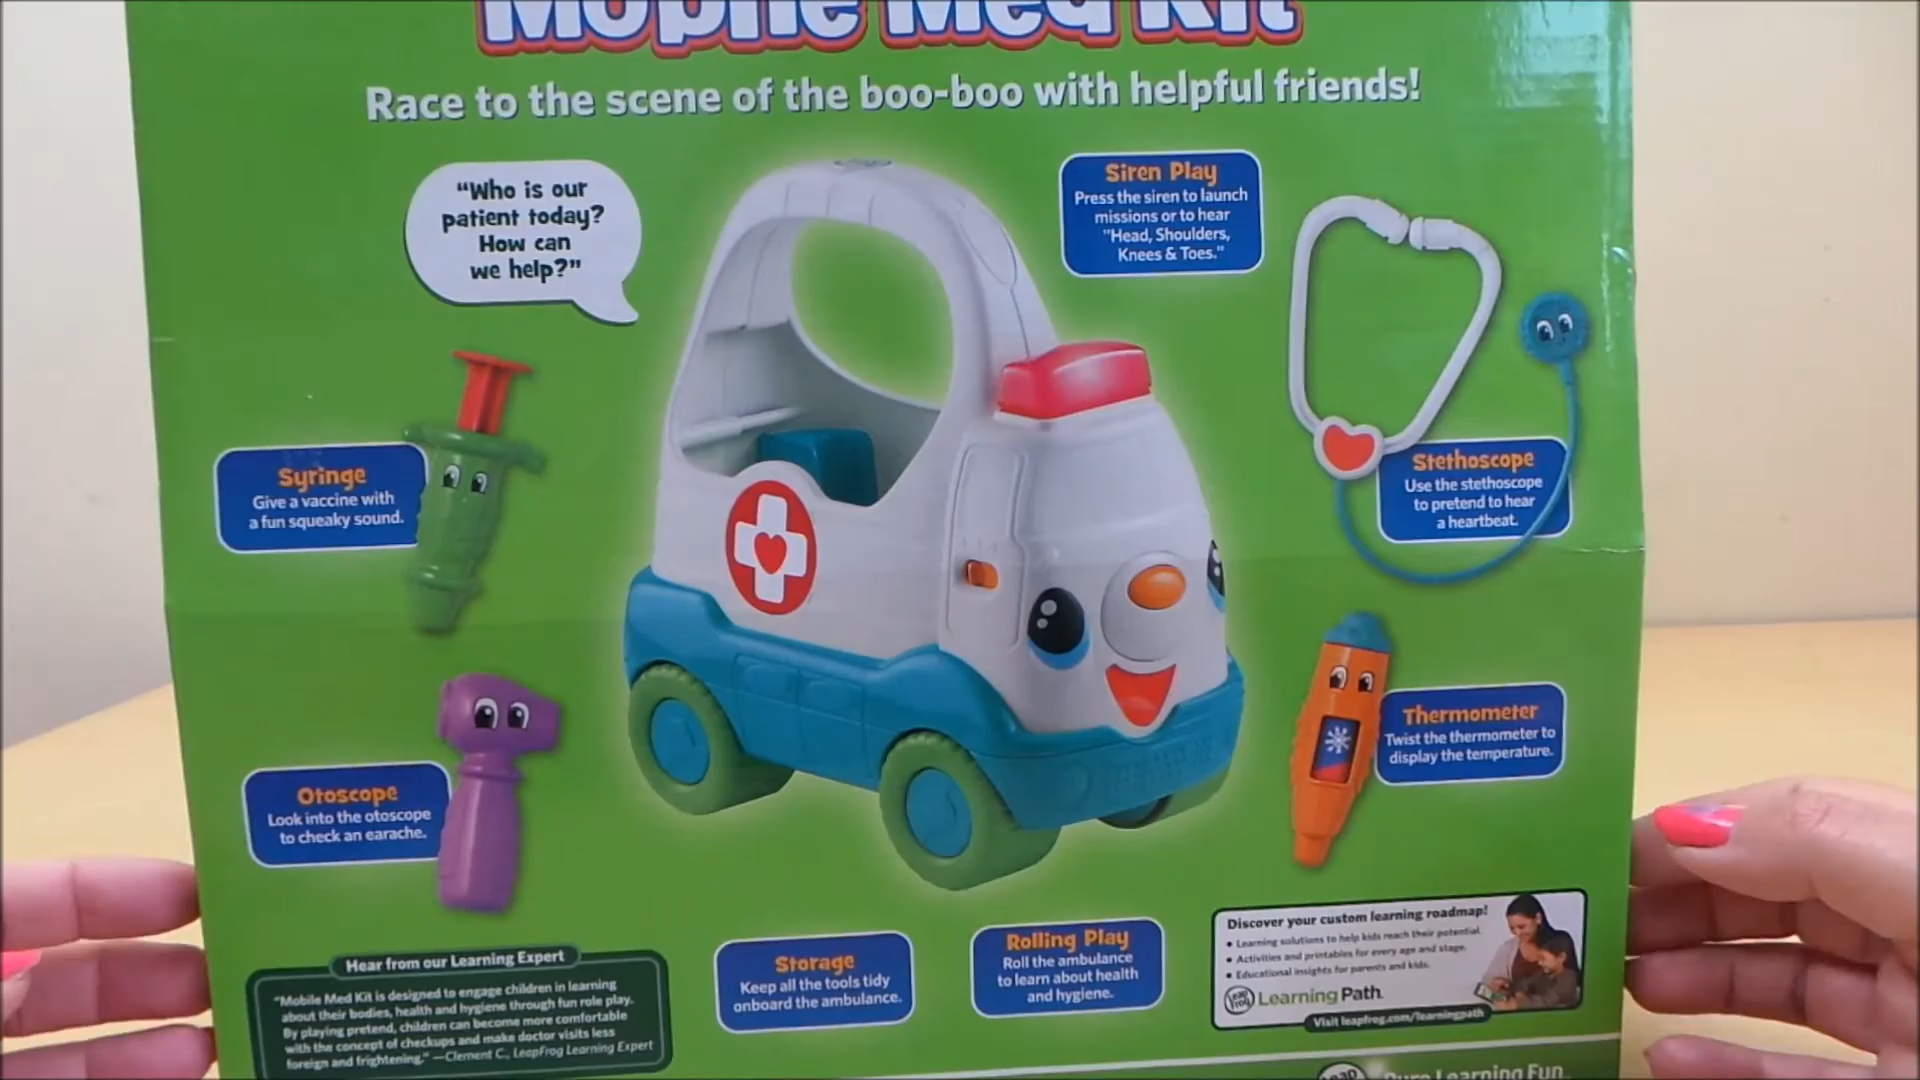 Mobile Med Kit
Race to the scene of the boo-boo with helpful friends!
“Who is our
patient today?
How can
we help?”
Siren Play
Press the siren to launch
missions or to hear
"Head, Shoulders,
Knees & Toes."
Syringe
Give a vaccine with
a fun squeaky sound.
Stethoscope
Use the stethoscope
to pretend to hear
a heartbeat.
Otoscope
Look into the otoscope
to check an earache.
Thermometer
Twist the thermometer to
display the temperature.
Hear from our Learning Expert
“Mobile Med Kit is designed to engage children in learning
about their bodies, health and hygiene through fun role play.
By playing pretend, children can become more comfortable
with the concept of checkups and make doctor visits less
foreign and frightening.” —Clement C., LeapFrog Learning Expert
Storage
Keep all the tools tidy
onboard the ambulance.
Rolling Play
Roll the ambulance
to learn about health
and hygiene.
Discover your custom learning roadmap!
• Learning solutions to help kids reach their potential.
• Activities and printables for every age and stage.
• Educational insights for parents and kids.
Leap Frog Learning Path
Visit leapfrog.com/learningpath
Leap Pure Learning Fun